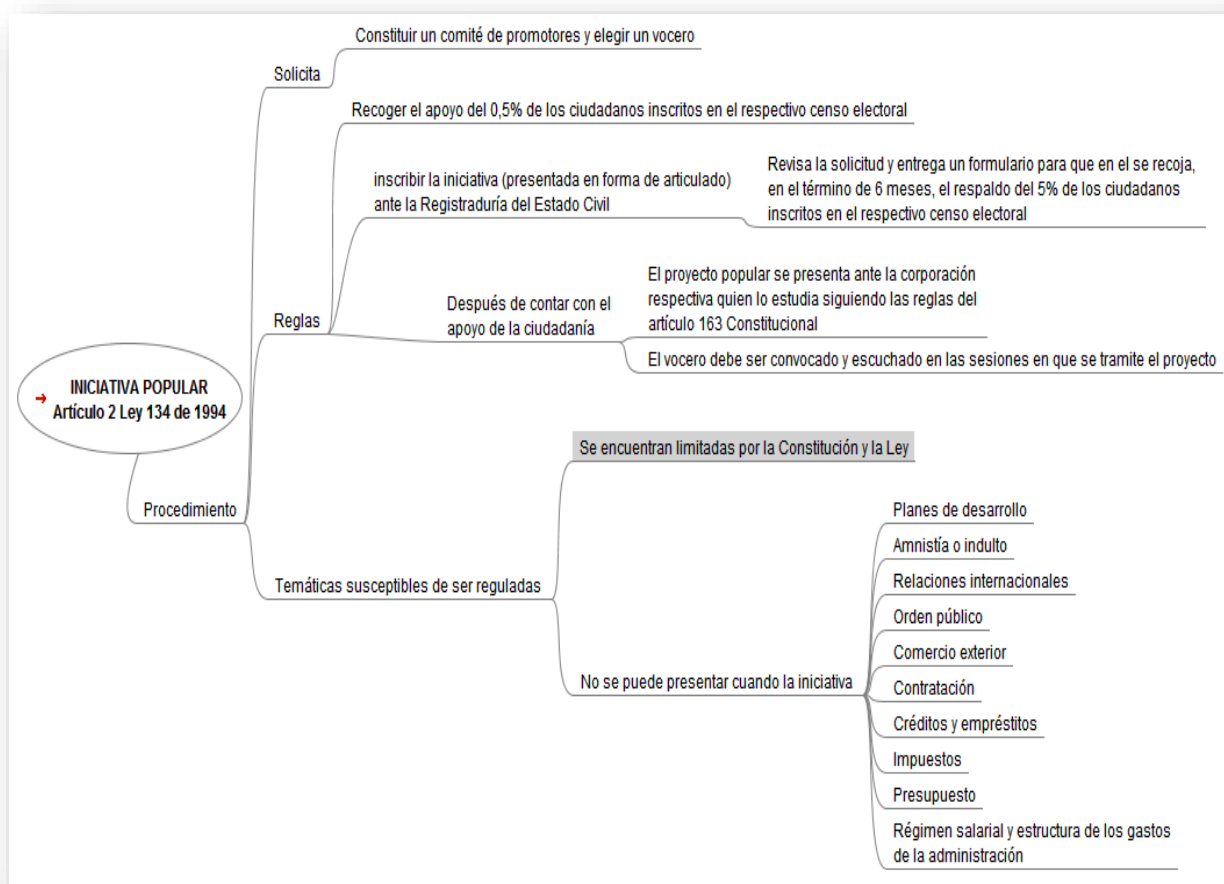 Constituir un comité de promotores y elegir un vocero
Solicita
Recoger el apoyo del 0,5% de los ciudadanos inscritos en el respectivo censo electoral
inscribir la iniciativa (presentada en forma de articulado)
ante la Registraduría del Estado Civil
Revisa la solicitud y entrega un formulario para que en el se recoja,
en el término de 6 meses, el respaldo del 5% de los ciudadanos
inscritos en el respectivo censo electoral
Reglas
Después de contar con el
apoyo de la ciudadanía
El proyecto popular se presenta ante la corporación
respectiva quien lo estudia siguiendo las reglas del
artículo 163 Constitucional
El vocero debe ser convocado y escuchado en las sesiones en que se tramite el proyecto
INICIATIVA POPULAR
Artículo 2 Ley 134 de 1994
Procedimiento
Temáticas susceptibles de ser reguladas
Se encuentran limitadas por la Constitución y la Ley
No se puede presentar cuando la iniciativa
Planes de desarrollo
Amnistía o indulto
Relaciones internacionales
Orden público
Comercio exterior
Contratación
Créditos y empréstitos
Impuestos
Presupuesto
Régimen salarial y estructura de los gastos
de la administración